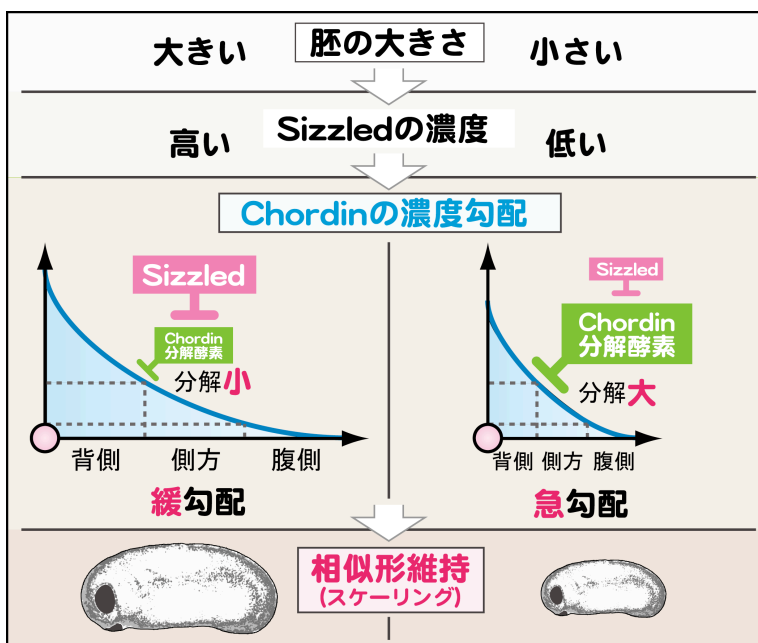 大きい 胚の大きさ 小さい
高い Sizzledの濃度 低い
Chordinの濃度勾配
Sizzled
Chordin
分解酵素
分解小
背側 側方 腹側
緩勾配
Sizzled
Chordin
分解酵素
分解大
背側 側方 腹側
急勾配
相似形維持
(スケーリング)